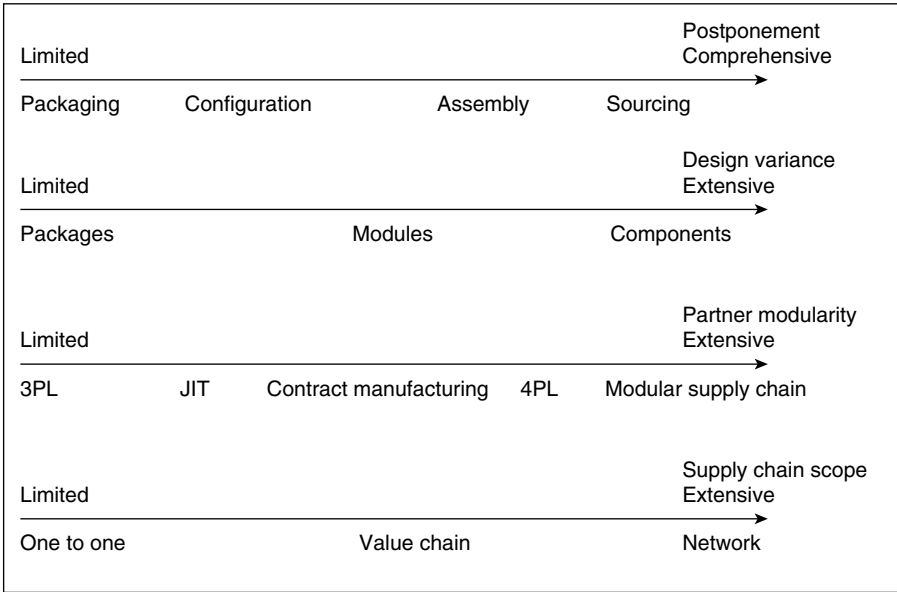 Postponement
Limited Comprehensive
Packaging Configuration Assembly Sourcing
Design variance
Limited Extensive
Packages Modules Components
Partner modularity
Limited Extensive
3PL JIT Contract manufacturing 4PL Modular supply chain
Supply chain scope
Limited Extensive
One to one Value chain Network